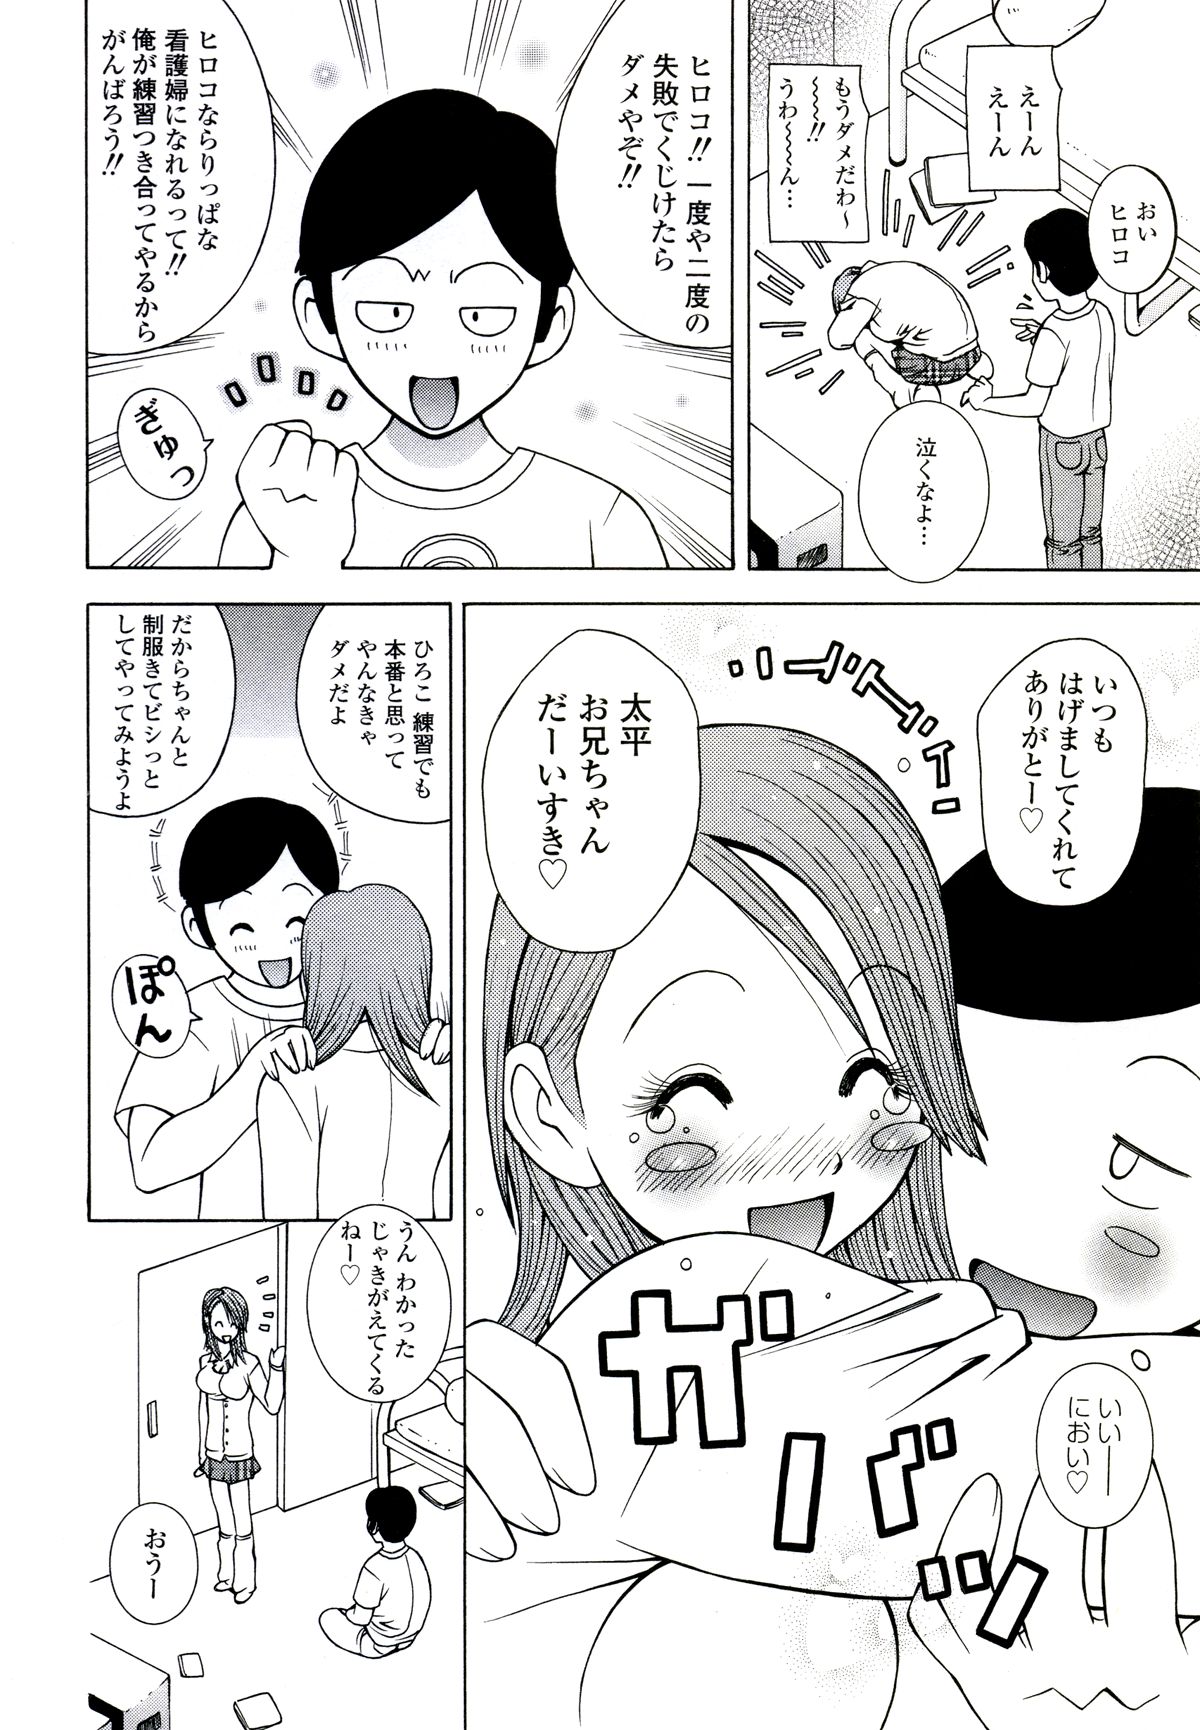 えーん
えーん
おい
ヒロコ
もうダメだわ～
～～～!!
うわ～～～ん…
泣くなよ…
ヒロコ!! 一度や二度の
失敗でくじけたら
ダメやぞ!!
ヒロコならりっぱな
看護婦になれるって!!
俺が練習つき合ってやるから
がんばろう!!
ぎゅっ
いつも
はげましてくれて
ありがとー♡
太平
お兄ちゃん
だーいすき♡
ガバ
いい―
におい♡
ひろこ 練習でも
本番と思って
やんなきゃ
ダメだよ
だからちゃんと
制服きてビシっと
してやってみようよ
ぽん
うん わかった
じゃきがえてくる
ねー♡
おうー